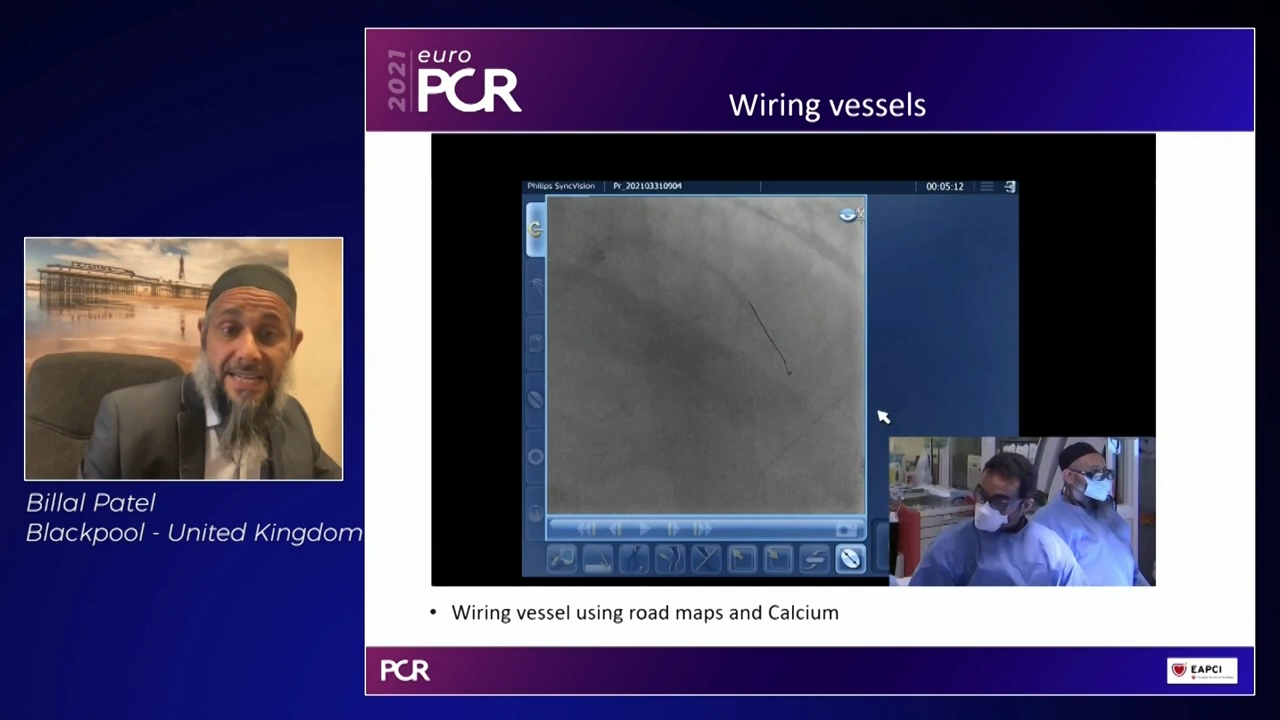 2021
euro
PCR
Wiring vessels
Philips SyncVision
Pr_202103310904
00:05:12
Billal Patel
Blackpool - United Kingdom
• Wiring vessel using road maps and Calcium
PCR
EAPCI